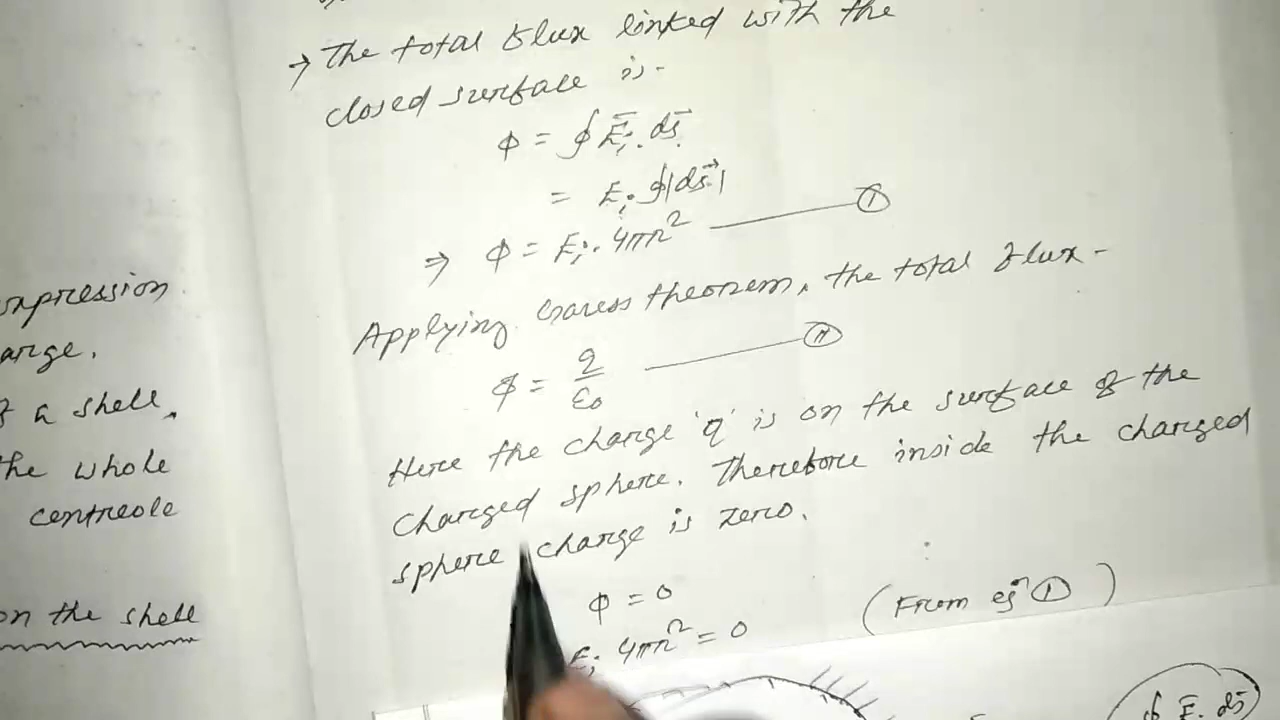 → The total flux linked with the
closed surface is -
ϕ = ∮ E⃗i . ds⃗
= Ei ∮|ds⃗|
⇒ ϕ = Ei . 4πr² —— ①
Applying Gauss theorem, the total flux -
ϕ = q/ε₀ —— ⑪
Here the charge 'q' is on the surface of the
charged sphere. Therefore inside the charged
sphere charge is zero.
ϕ = 0
Ei 4πr² = 0 (From eqn ①)
∮ E . ds⃗
expression
arge.
f a shell,
the whole
centreole
on the shell